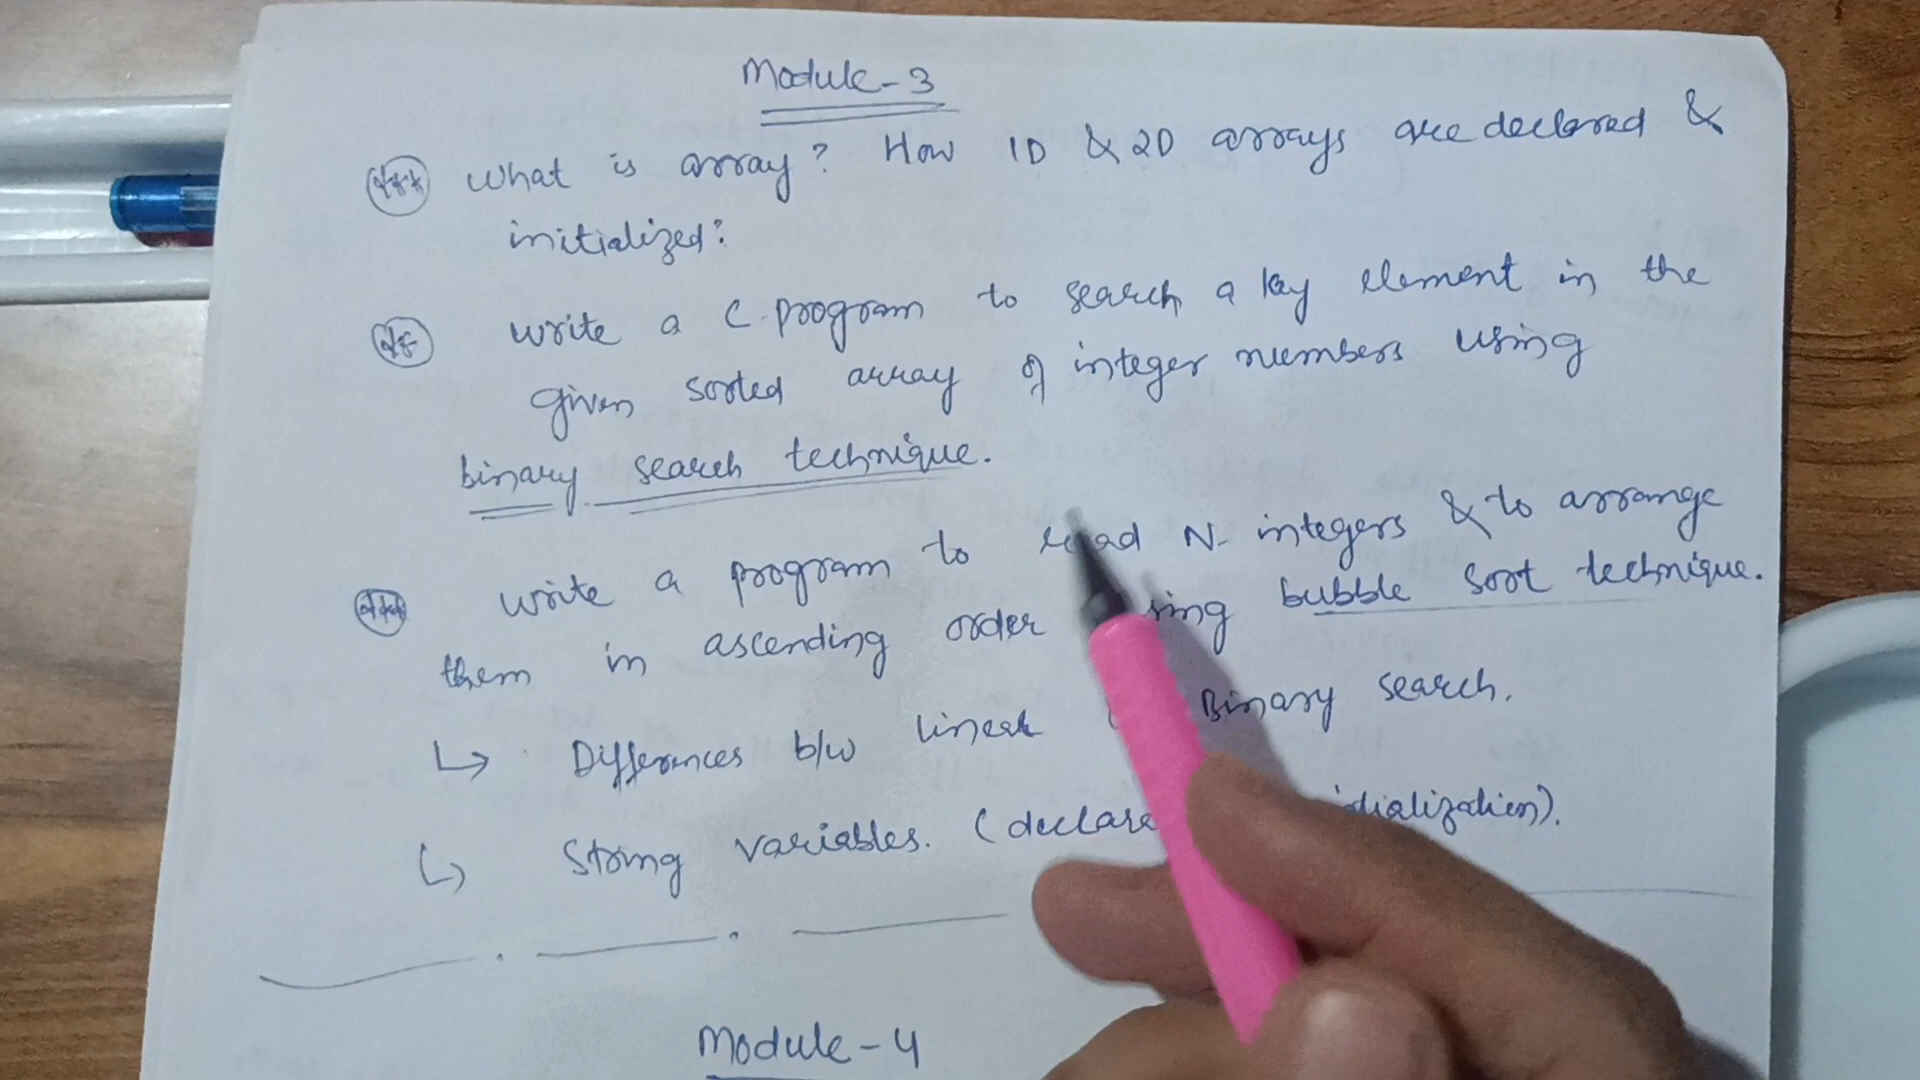 Module-3
*** What is array? How 1D & 2D arrays are declared &
initialized?
** Write a C-program to search a key element in the
given sorted array of integer numbers using
binary search technique.
*** Write a program to read N-integers & to arrange
them in ascending order bubble sort technique.
↳ Differences b/w linear Binary search.
↳ String variables. (declare
Module-4